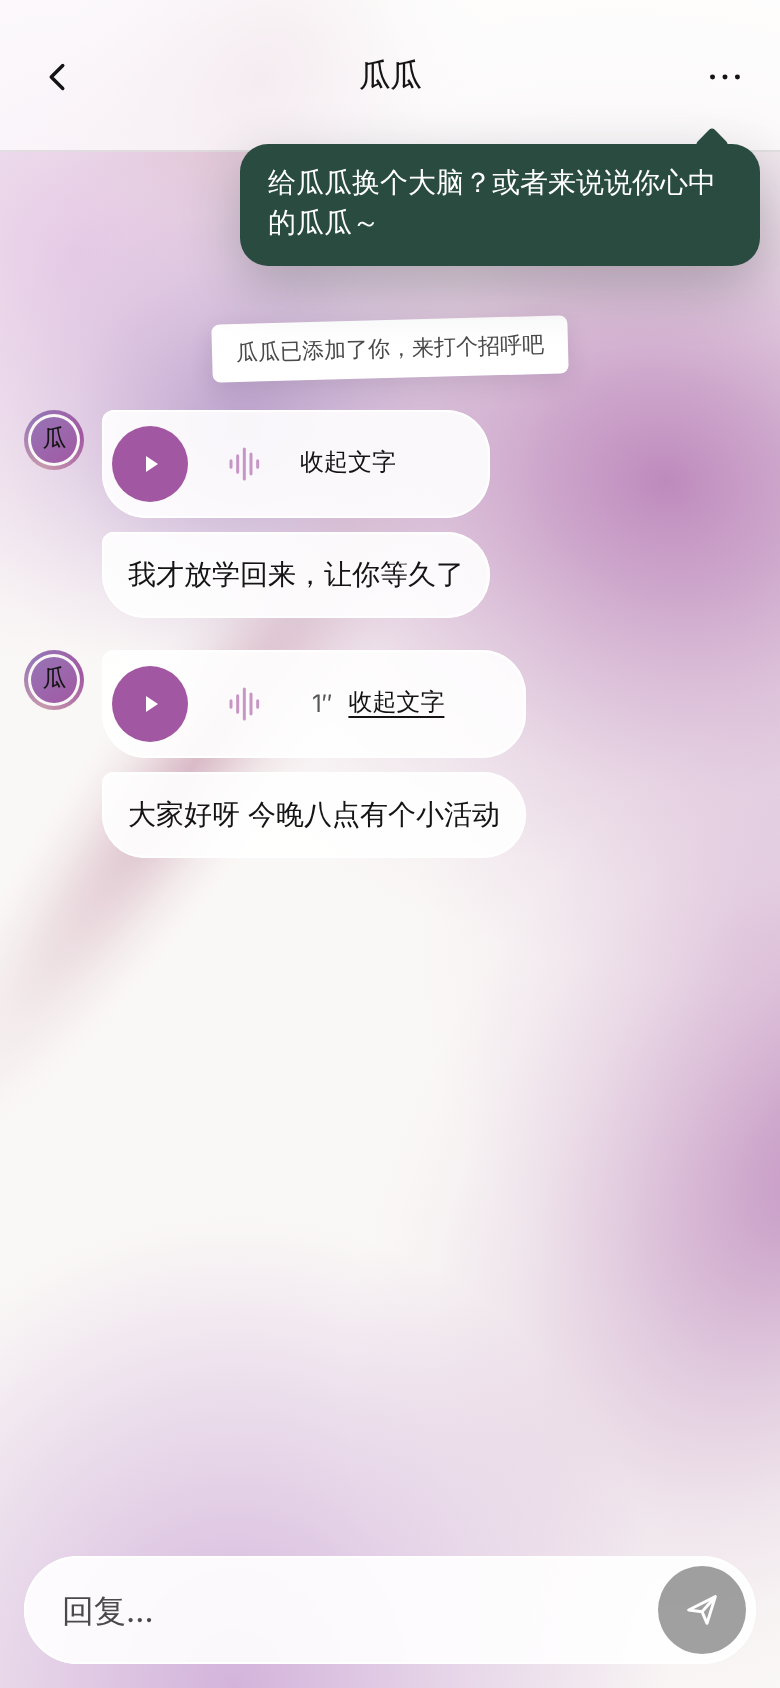 瓜瓜
给瓜瓜换个大脑？或者来说说你心中
的瓜瓜～
瓜瓜已添加了你，来打个招呼吧
瓜
收起文字
我才放学回来，让你等久了
瓜
1″ 收起文字
大家好呀 今晚八点有个小活动
回复...